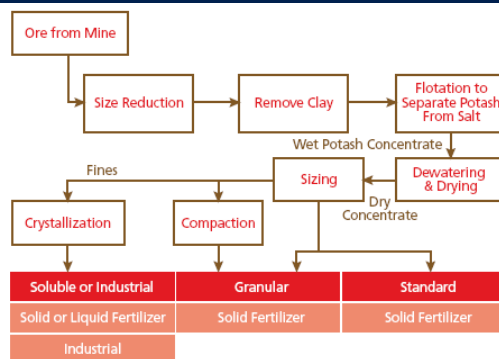 Ore from Mine
Size Reduction
Remove Clay
Flotation to
Separate Potash
From Salt
Wet Potash Concentrate
Fines
Sizing
Dewatering
& Drying
Dry
Concentrate
Crystallization
Compaction
Soluble or Industrial
Granular
Standard
Solid or Liquid Fertilizer
Solid Fertilizer
Solid Fertilizer
Industrial